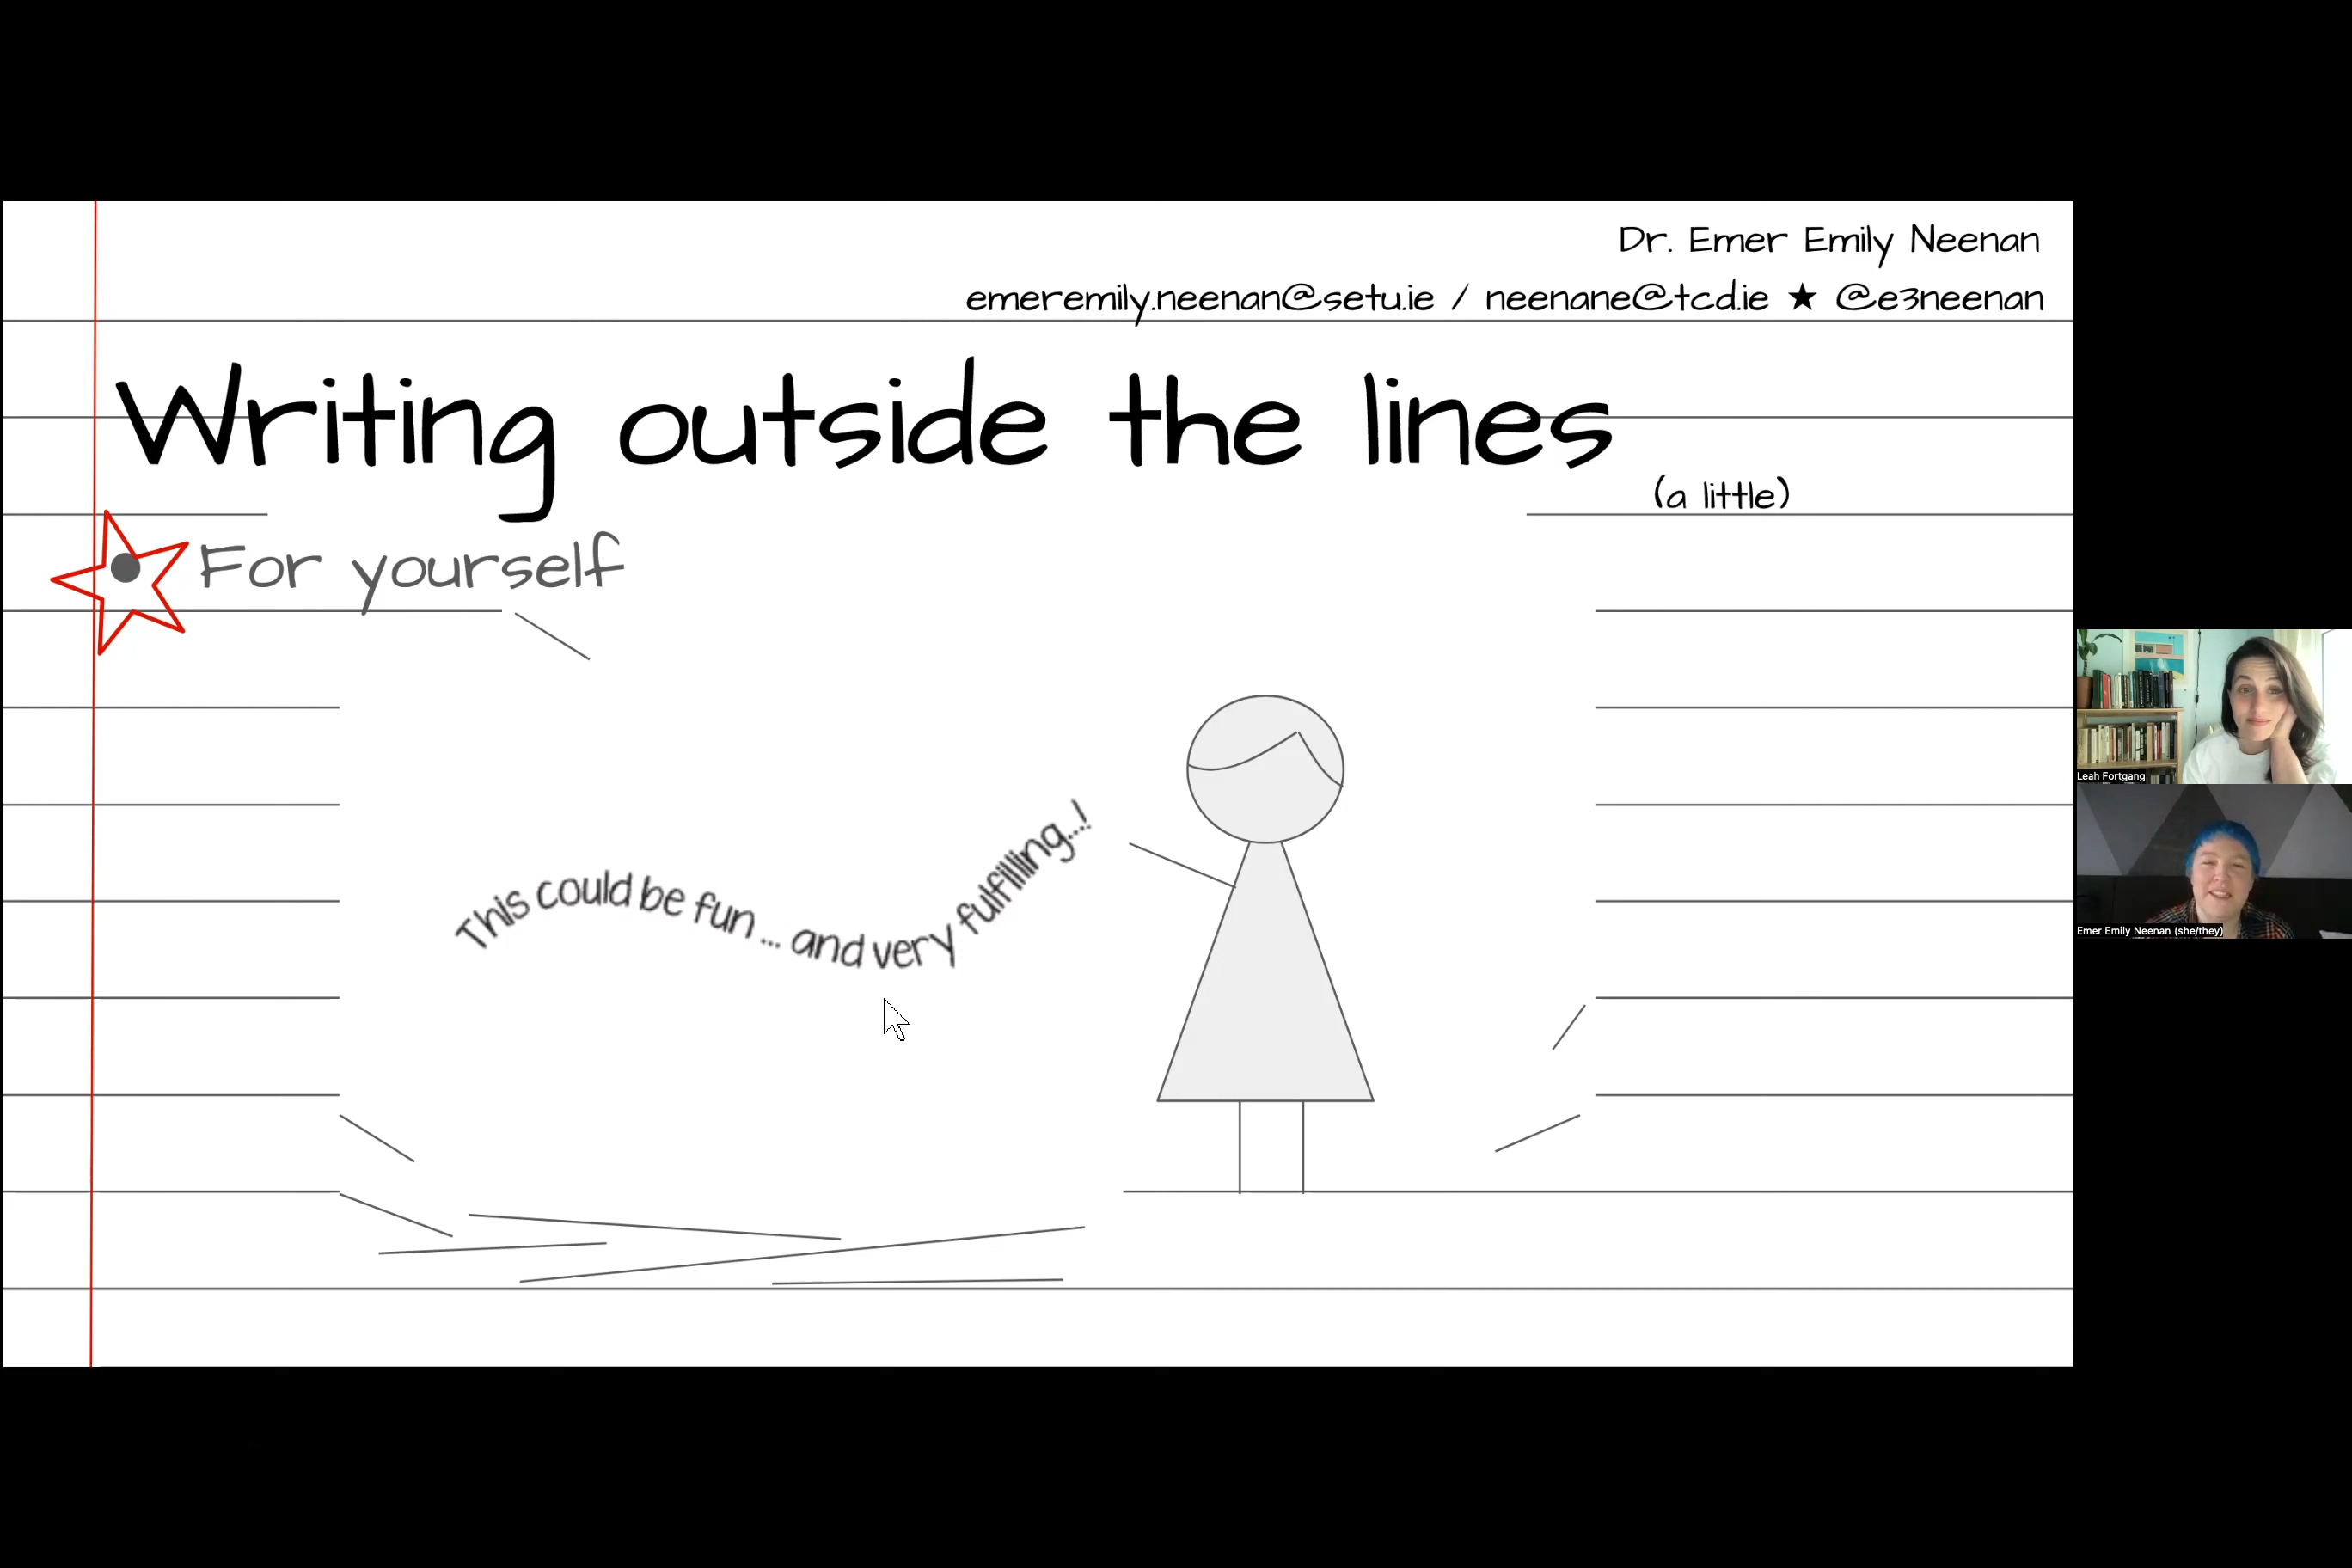 Dr. Emer Emily Neenan
emeremily.neenan@setu.ie / neenane@tcd.ie ★ @e3neenan
Writing outside the lines
(a little)
For yourself
This could be fun ... and very fulfilling...!
Leah Fortgang
Emer Emily Neenan (she/they)